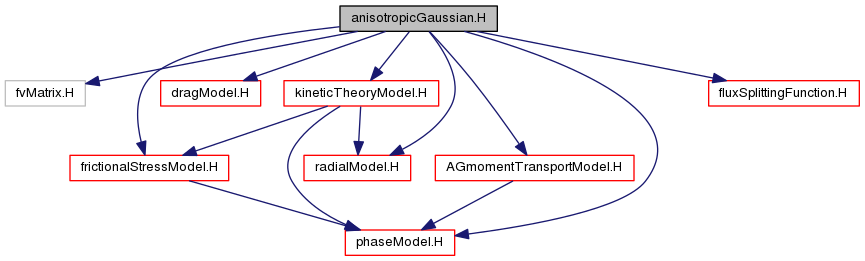 anisotropicGaussian.H
fvMatrix.H
dragModel.H
kineticTheoryModel.H
fluxSplittingFunction.H
frictionalStressModel.H
radialModel.H
AGmomentTransportModel.H
phaseModel.H